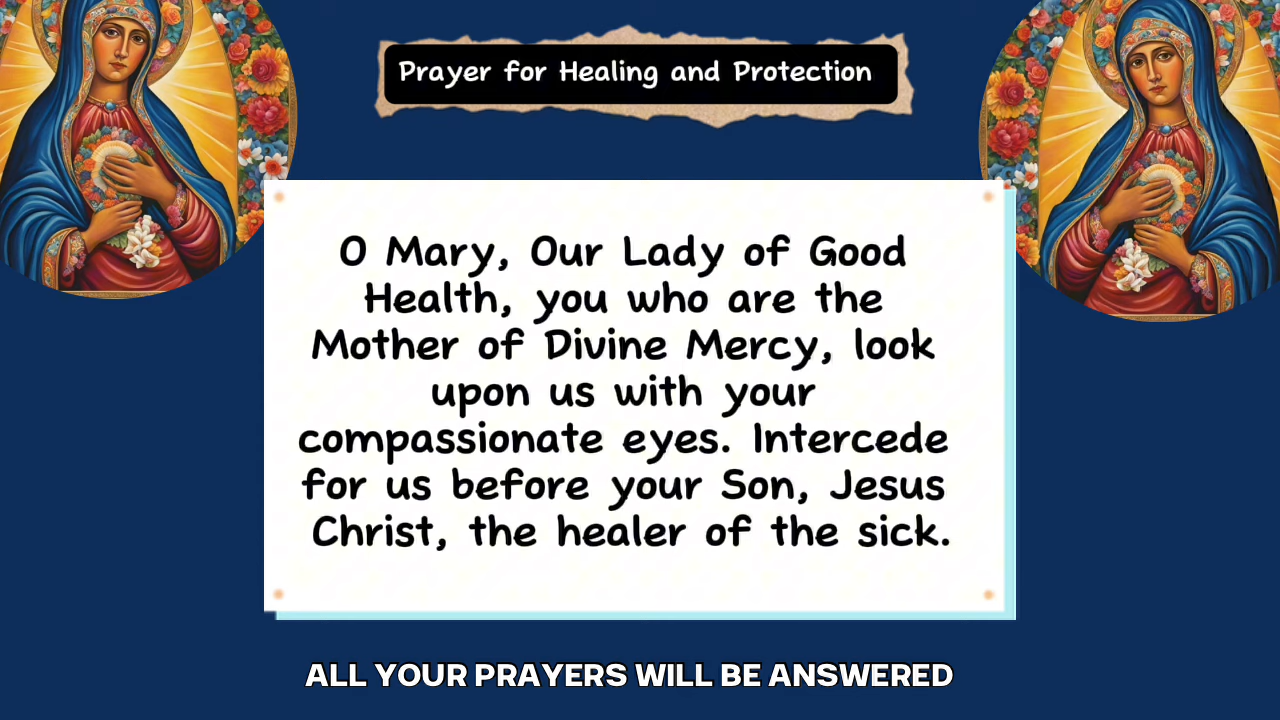 Prayer for Healing and Protection
O Mary, Our Lady of Good
Health, you who are the
Mother of Divine Mercy, look
upon us with your
compassionate eyes. Intercede
for us before your Son, Jesus
Christ, the healer of the sick.
ALL YOUR PRAYERS WILL BE ANSWERED